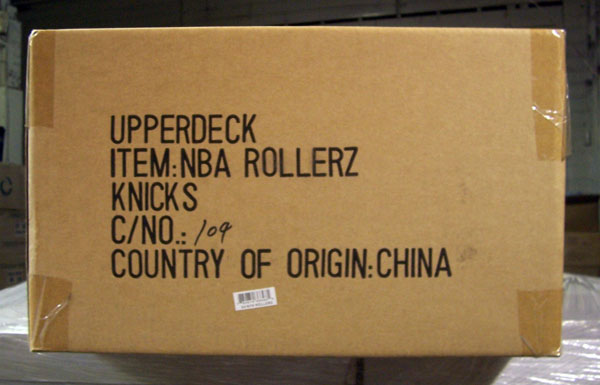 UPPERDECK
ITEM:NBA ROLLERZ
KNICKS
C/NO.: 109
COUNTRY OF ORIGIN:CHINA